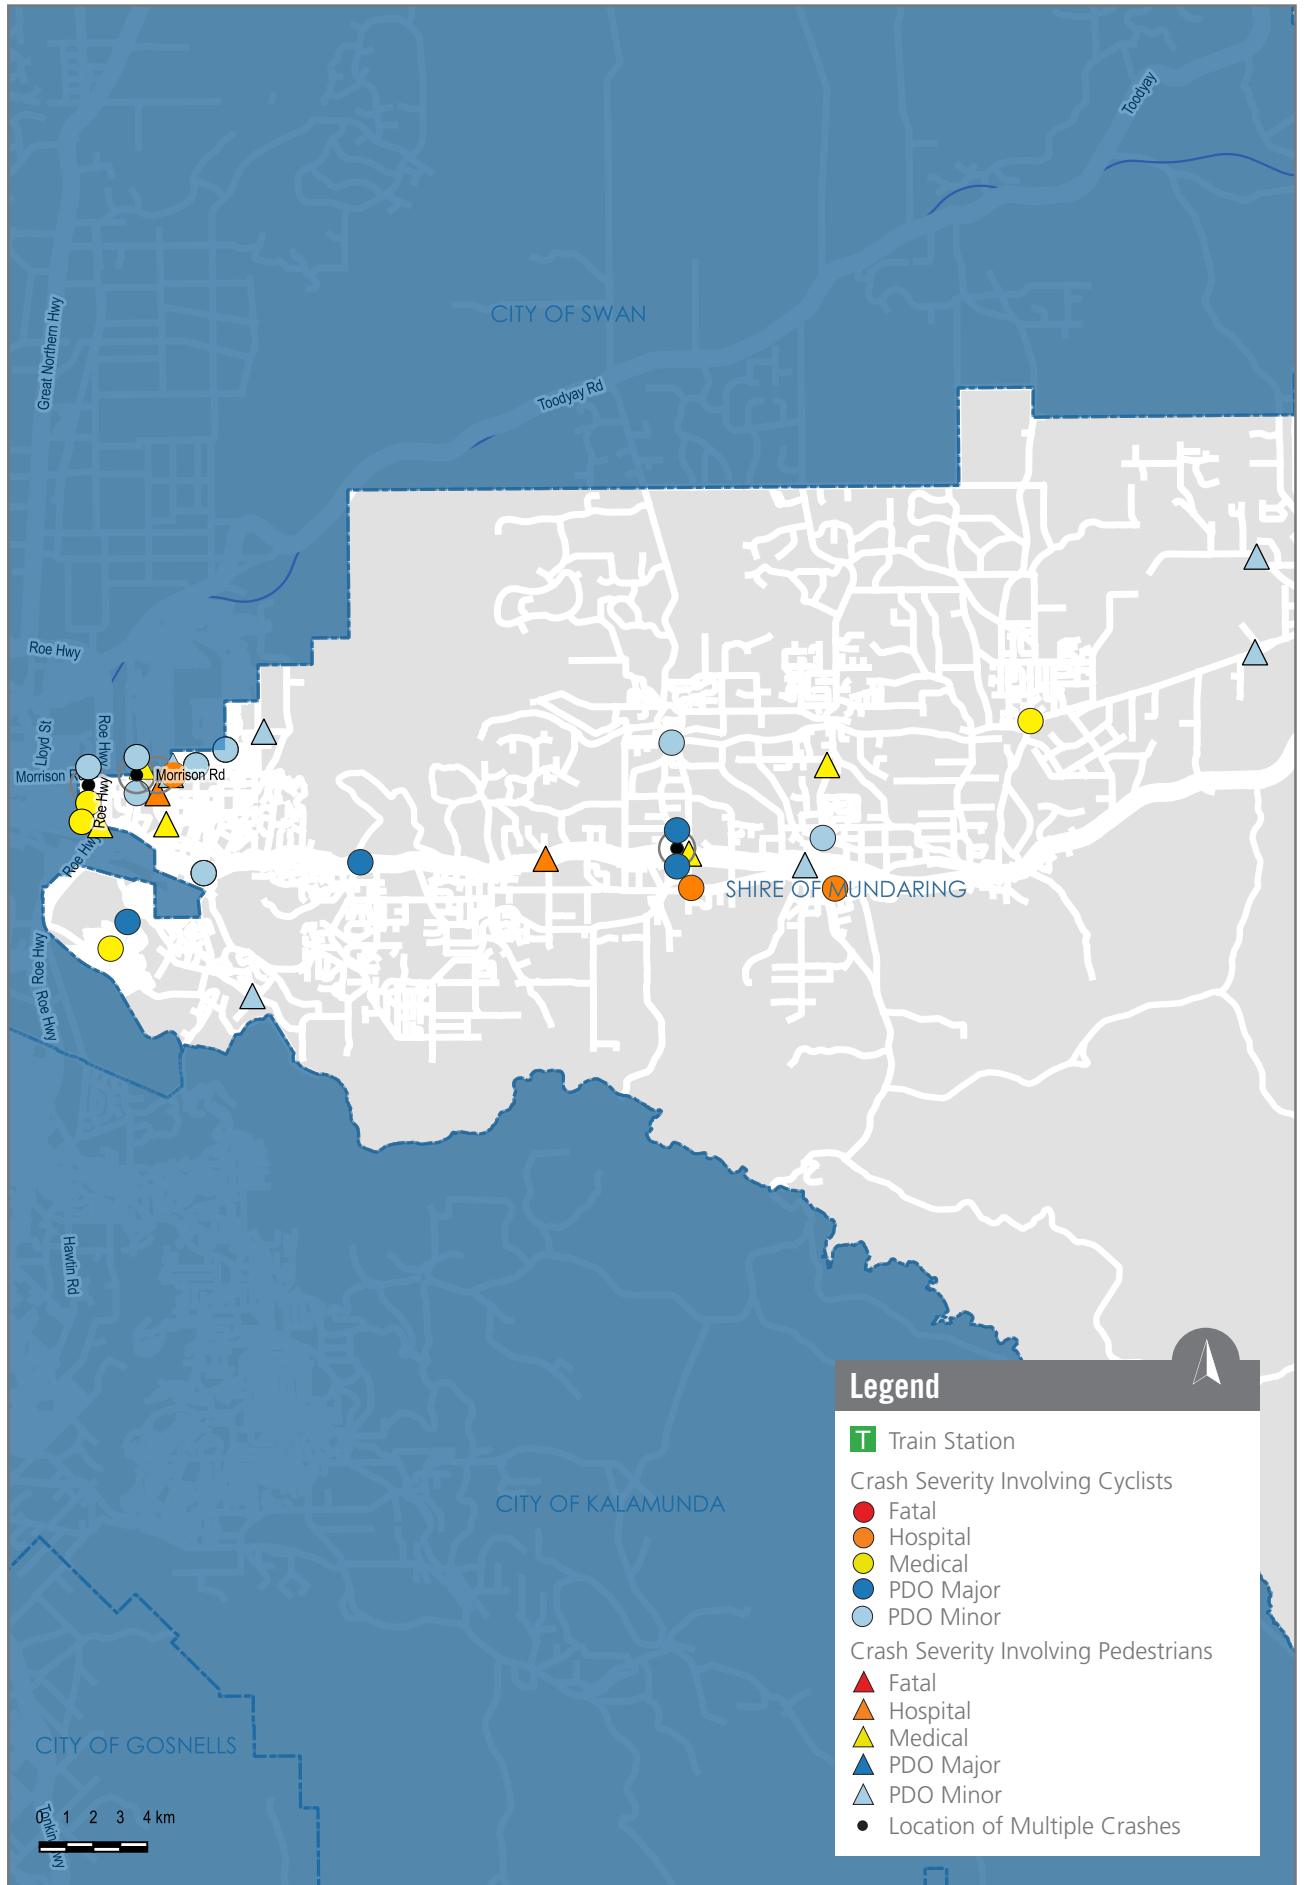 Toodyay
CITY OF SWAN
Great Northern Hwy
Toodyay Rd
Roe Hwy
Lloyd St
Roe Hwy
Morrison R
Morrison Rd
Roe Hwy
Roe Hwy
SHIRE OF MUNDARING
Roe Hwy
Roe Hwy
Hawtin Rd
Legend
T Train Station
Crash Severity Involving Cyclists
Fatal
Hospital
Medical
PDO Major
PDO Minor
Crash Severity Involving Pedestrians
Fatal
Hospital
Medical
PDO Major
PDO Minor
Location of Multiple Crashes
CITY OF KALAMUNDA
CITY OF GOSNELLS
0 1 2 3 4 km